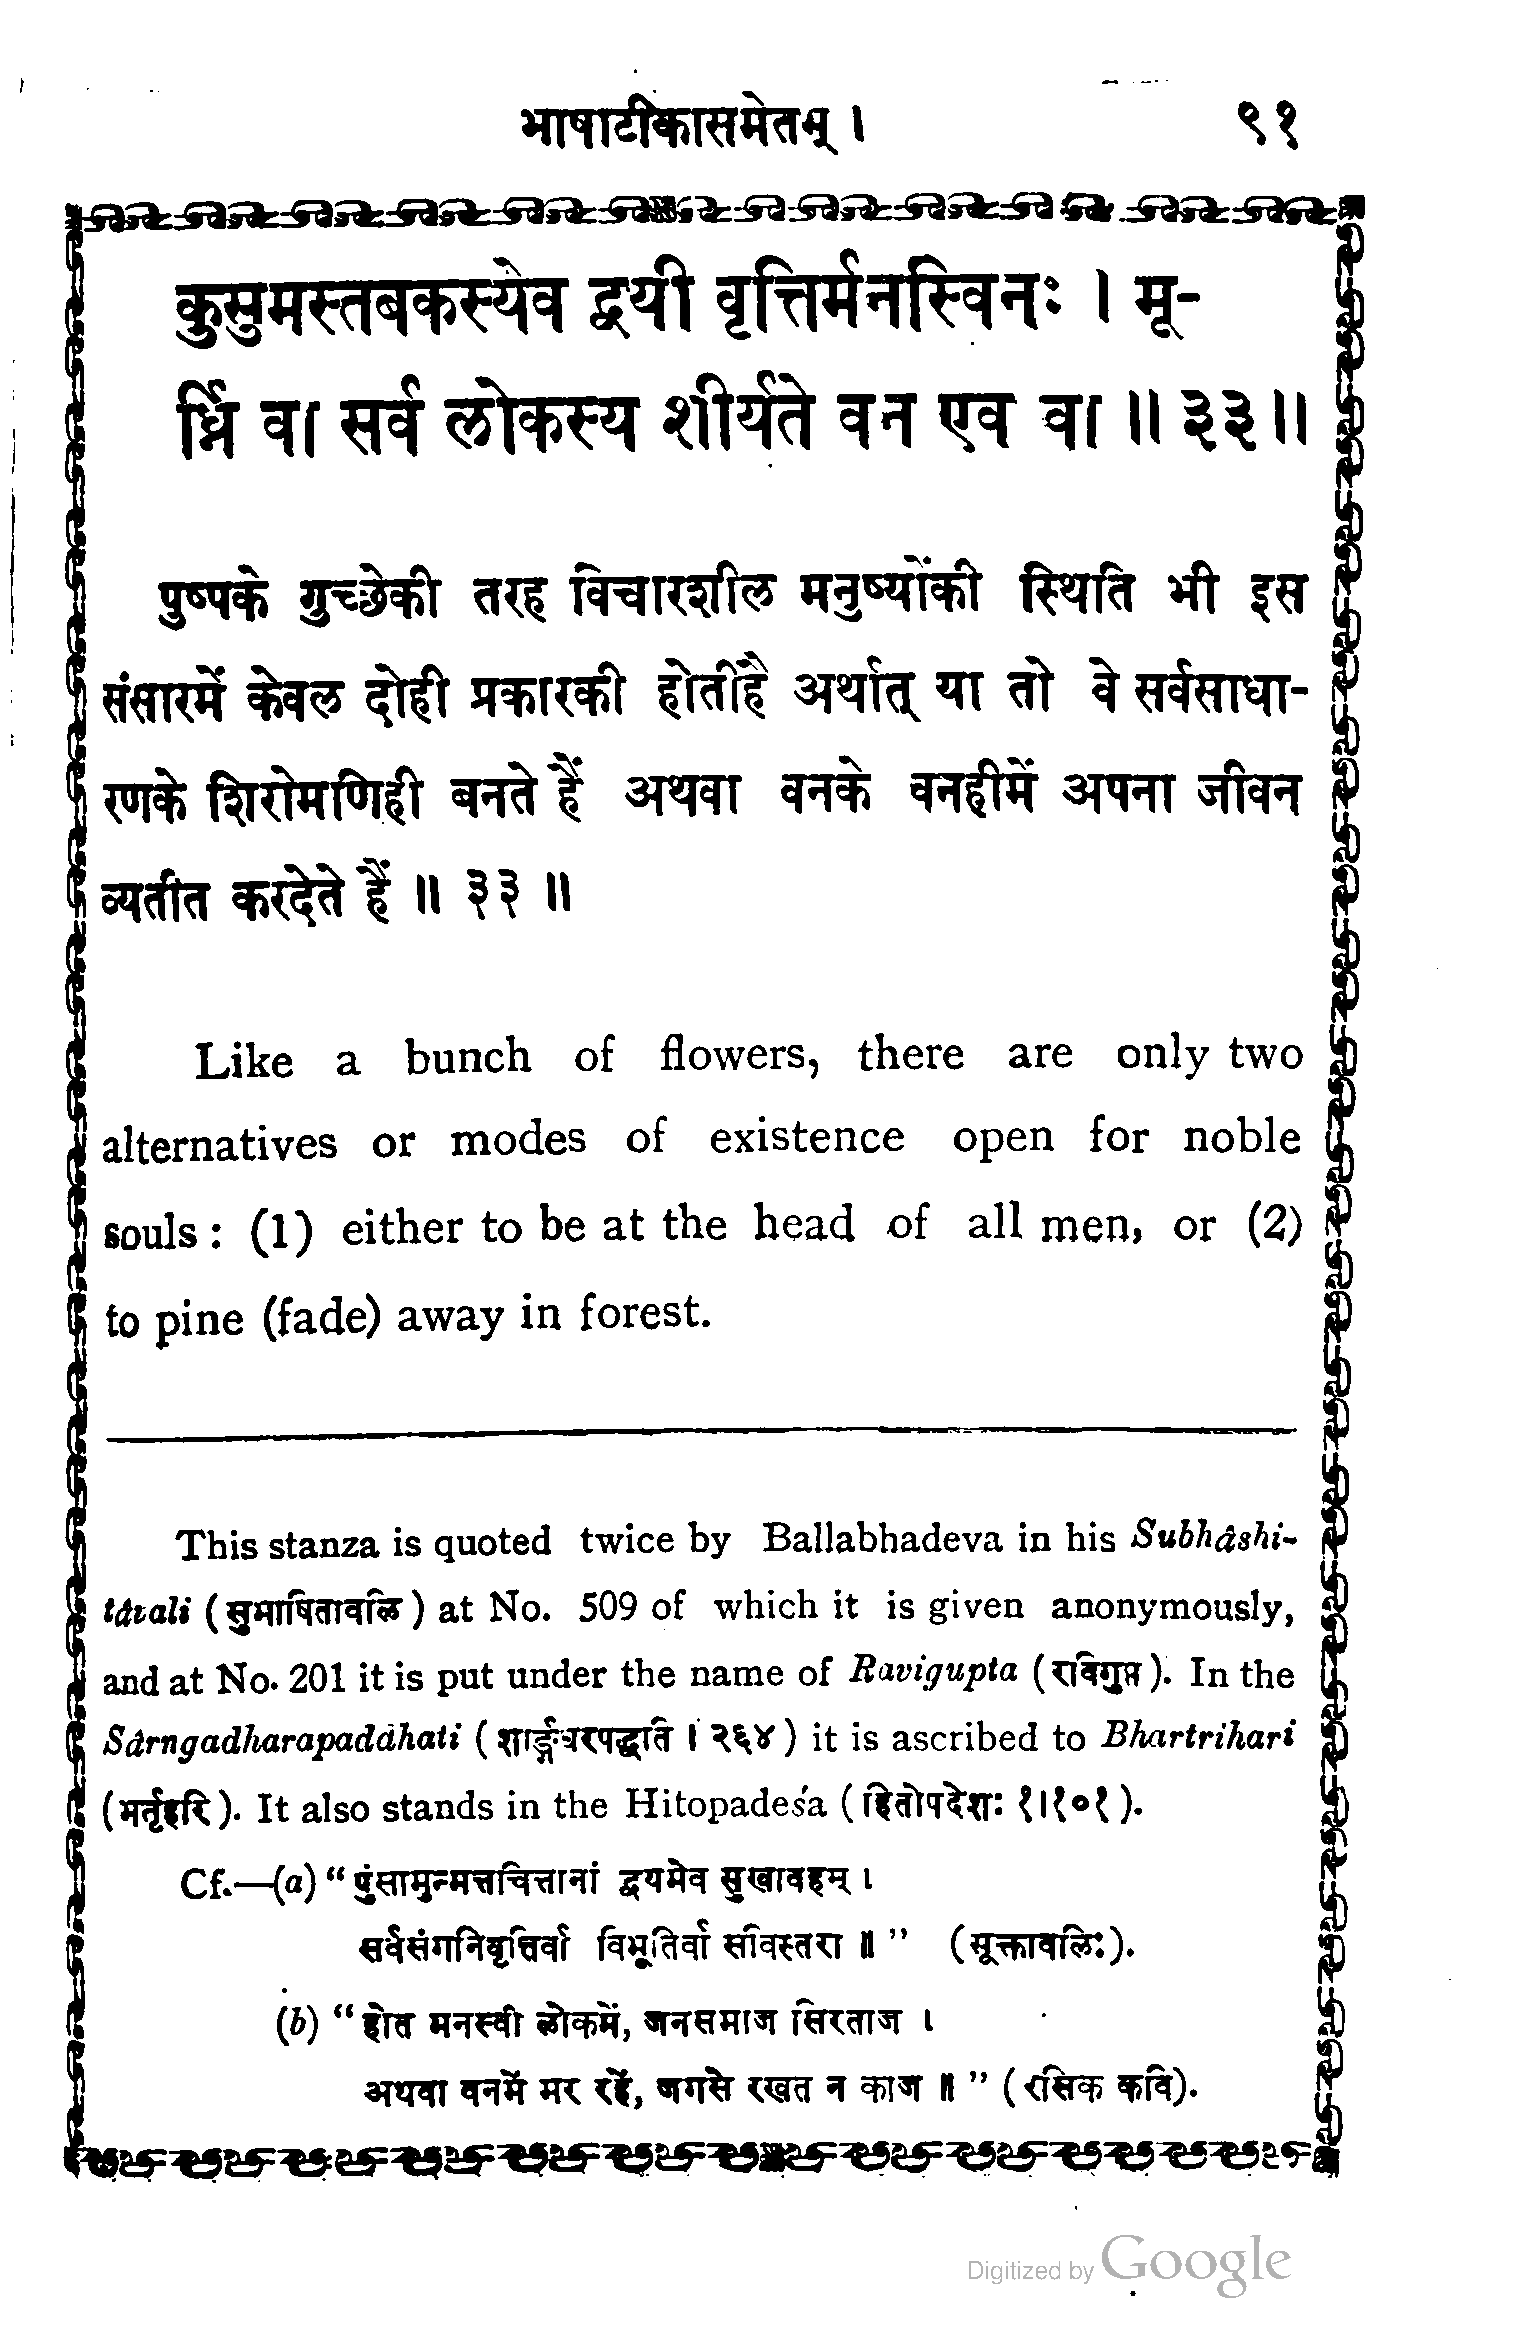 भाषाटीकासमेतम् । ९१
कुसुमस्तबकस्येव द्वयी वृत्तिर्मनस्विनः । मू-
र्ध्नि वा सर्व लोकस्य शीर्यते वन एव वा ॥ ३३ ॥
पुष्पके गुच्छेकी तरह विचारशील मनुष्योंकी स्थिति भी इस
संसारमें केवल दोही प्रकारकी होतीहै अर्थात् या तो वे सर्वसाधा-
रणके शिरोमणिही बनते हैं अथवा वनके वनहीमें अपना जीवन
व्यतीत करदेते हैं ॥ ३३ ॥
Like a bunch of flowers, there are only two
alternatives or modes of existence open for noble
souls : (1) either to be at the head of all men, or (2)
to pine (fade) away in forest.
This stanza is quoted twice by Ballabhadeva in his Subhâshi-
tâvali ( सुभाषितावलि ) at No. 509 of which it is given anonymously,
and at No. 201 it is put under the name of Ravigupta ( रविगुप्त ). In the
Sârngadharapaddhati ( शार्ङ्गधरपद्धति । २६४ ) it is ascribed to Bhartrihari
( भर्तृहरि ). It also stands in the Hitopadeśa ( हितोपदेशः १।१०१ ).
Cf.—(a) “ पुंसामुन्मत्तचित्तानां द्वयमेव सुखावहम् ।
सर्वसंगनिवृत्तिर्वा विभूतिर्वा सविस्तरा ॥ ” (सूक्तावलिः).
(b) “ होत मनस्वी लोकमें, जनसमाज सिरताज ।
अथवा वनमें मर रहें, जगसे रखत न काज ॥ ” ( रसिक कवि).
Digitized by Google